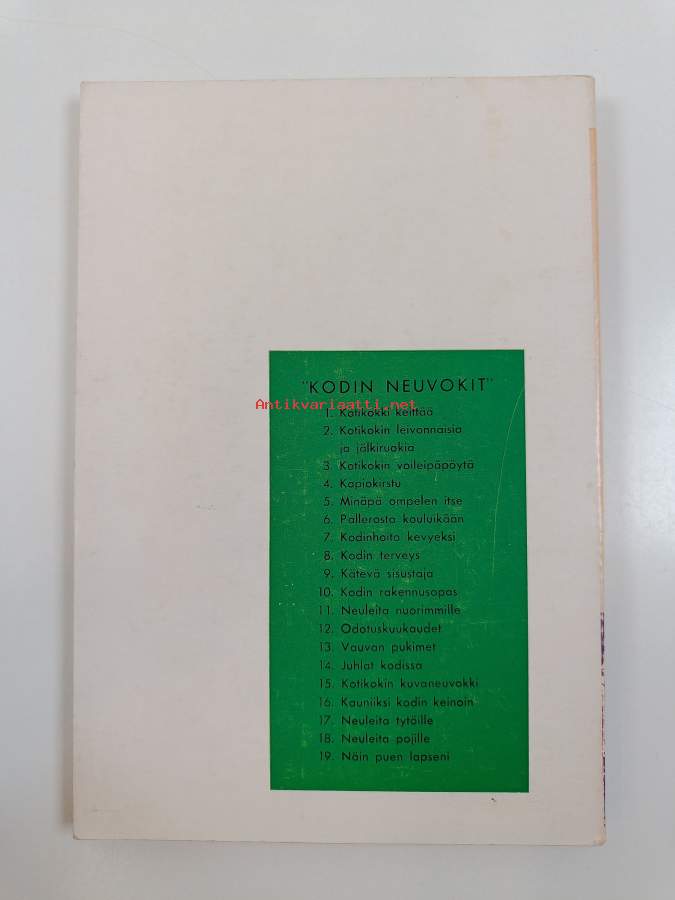 "KODIN NEUVOKIT"
Antikvariaatti.net
1. Kotikokki keittää
2. Kotikokin leivonnaisia
ja jälkiruokia
3. Kotikokin voileipäpöytä
4. Kapiokirstu
5. Minäpä ompelen itse
6. Palleroista kouluikään
7. Kodinhoito kevyeksi
8. Kodin terveys
9. Kätevä sisustaja
10. Kodin rakennusopas
11. Neuleita nuorimmille
12. Odotuskuukaudet
13. Vauvan pukimet
14. Juhlat kodissa
15. Kotikokin kuvaneuvokki
16. Kauniiksi kodin keinoin
17. Neuleita tytöille
18. Neuleita pojille
19. Näin puen lapseni